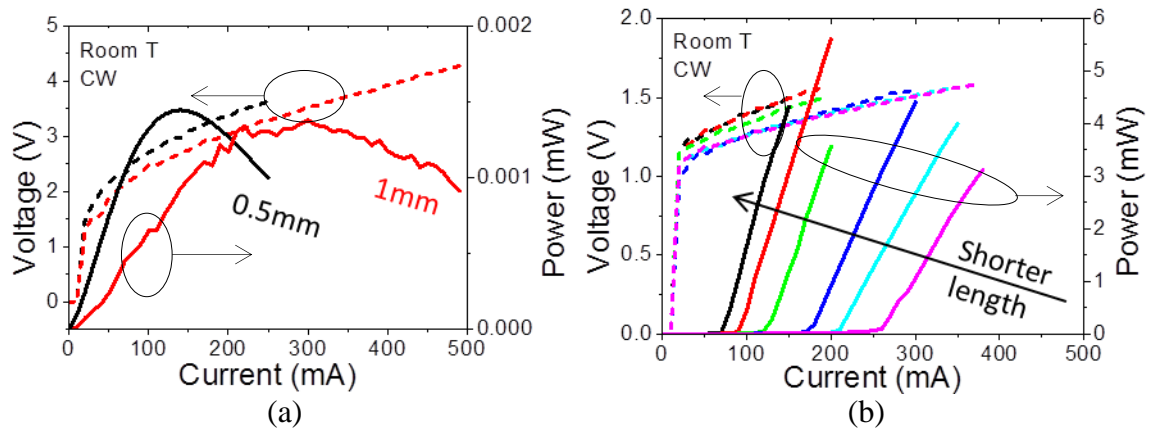 Room T
CW
Voltage (V)
5
4
3
2
1
0
0.002
0.001
0.000
Power (mW)
0.5mm
1mm
0 100 200 300 400 500
Current (mA)
(a)
Room T
CW
Voltage (V)
2.0
1.5
1.0
0.5
0.0
6
5
4
3
2
1
0
Power (mW)
Shorter
length
0 100 200 300 400 500
Current (mA)
(b)